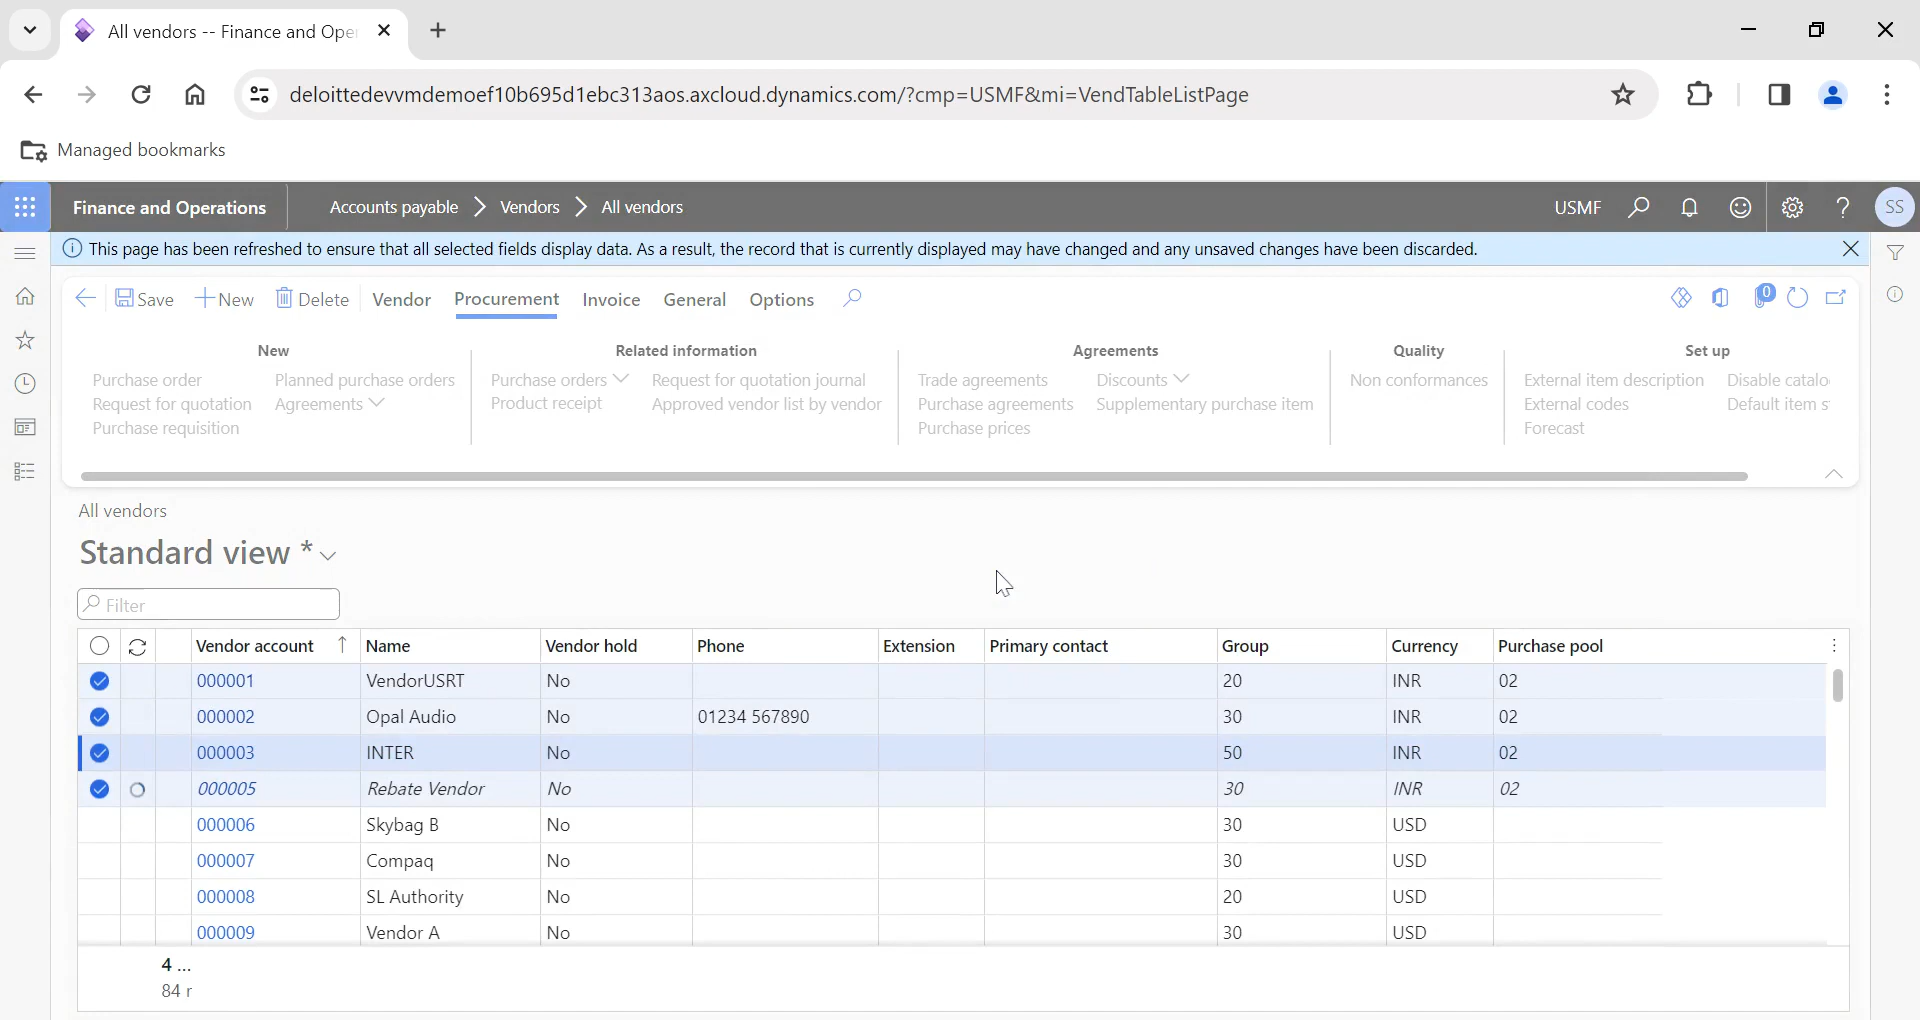 All vendors -- Finance and Ope
deloittedevvmdemoef10b695d1ebc313aos.axcloud.dynamics.com/?cmp=USMF&mi=VendTableListPage
Managed bookmarks
Finance and Operations Accounts payable Vendors All vendors USMF ? SS
This page has been refreshed to ensure that all selected fields display data. As a result, the record that is currently displayed may have changed and any unsaved changes have been discarded.
Save New Delete Vendor Procurement Invoice General Options 0
New Related information Agreements Quality Set up
Purchase order Planned purchase orders Purchase orders Request for quotation journal Trade agreements Discounts Non conformances External item description Disable catalo
Request for quotation Agreements Product receipt Approved vendor list by vendor Purchase agreements Supplementary purchase item External codes Default item s
Purchase requisition Purchase prices Forecast
All vendors
Standard view *
Filter
Vendor account Name Vendor hold Phone Extension Primary contact Group Currency Purchase pool
000001 VendorUSRT No 20 INR 02
000002 Opal Audio No 01234 567890 30 INR 02
000003 INTER No 50 INR 02
000005 Rebate Vendor No 30 INR 02
000006 Skybag B No 30 USD
000007 Compaq No 30 USD
000008 SL Authority No 20 USD
000009 Vendor A No 30 USD
4 ...
84 r